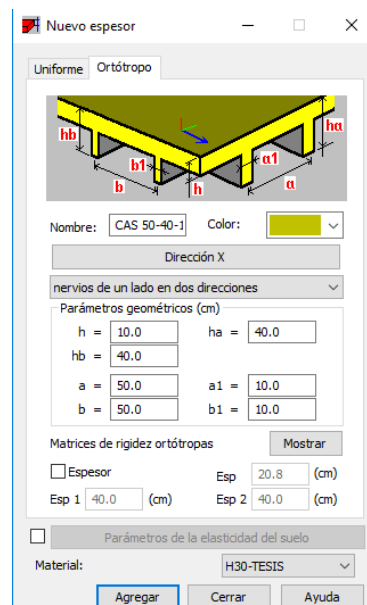 Nuevo espesor
Uniforme Ortótropo
hb ha
b1 a1
b h a
Nombre: CAS 50-40-1 Color:
Dirección X
nervios de un lado en dos direcciones
Parámetros geométricos (cm)
h = 10.0 ha = 40.0
hb = 40.0
a = 50.0 a1 = 10.0
b = 50.0 b1 = 10.0
Matrices de rigidez ortótropas Mostrar
Espesor Esp 20.8 (cm)
Esp 1 40.0 (cm) Esp 2 40.0 (cm)
Parámetros de la elasticidad del suelo
Material: H30-TESIS
Agregar Cerrar Ayuda